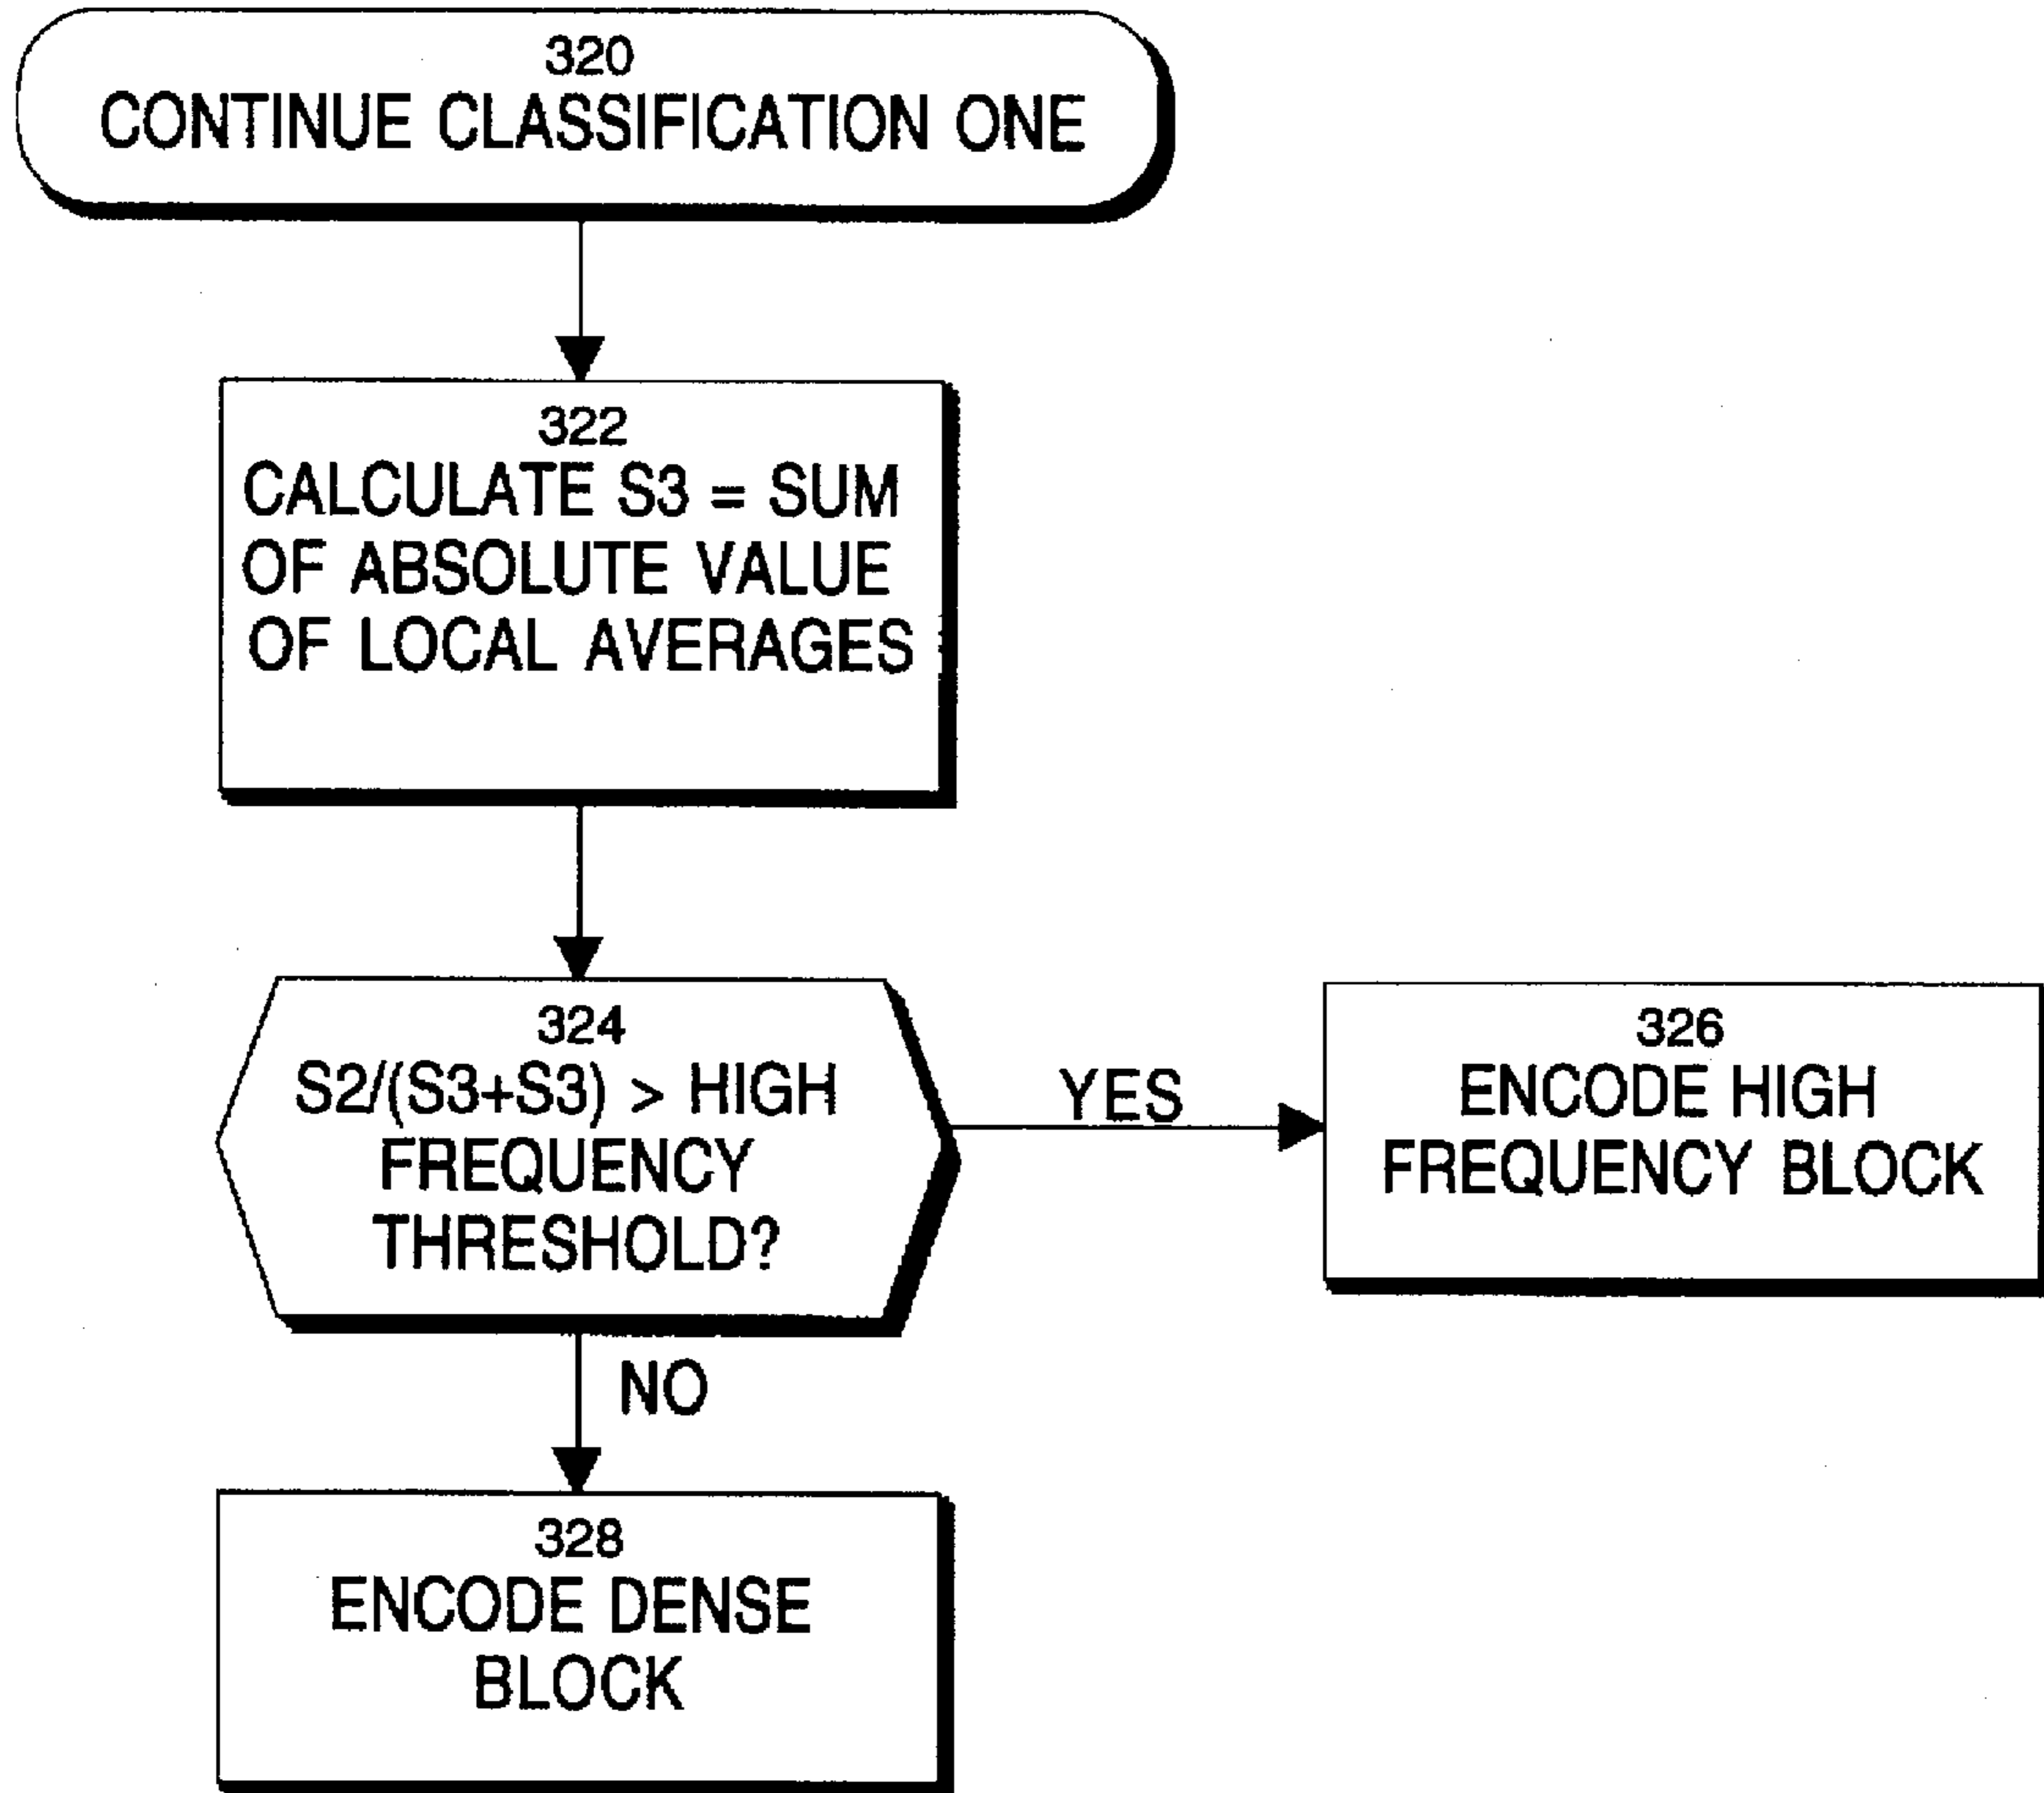 320
CONTINUE CLASSIFICATION ONE
322
CALCULATE S3 = SUM
OF ABSOLUTE VALUE
OF LOCAL AVERAGES
324
S2/(S3+S3) > HIGH
FREQUENCY
THRESHOLD?
YES
326
ENCODE HIGH
FREQUENCY BLOCK
NO
328
ENCODE DENSE
BLOCK